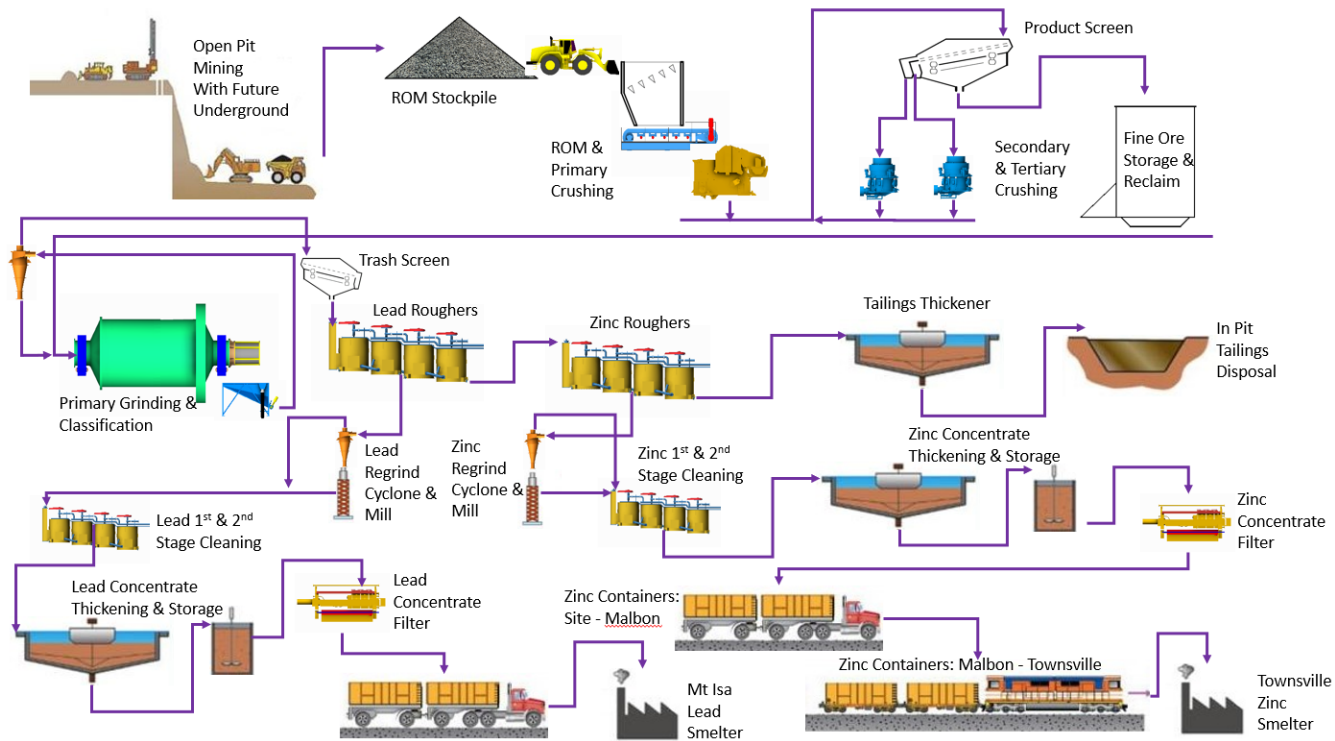 Open Pit
Mining
With Future
Underground
ROM Stockpile
ROM &
Primary
Crushing
Product Screen
Secondary
& Tertiary
Crushing
Fine Ore
Storage &
Reclaim
Trash Screen
Primary Grinding &
Classification
Lead Roughers
Zinc Roughers
Tailings Thickener
In Pit
Tailings
Disposal
Lead
Regrind
Cyclone &
Mill
Zinc
Regrind
Cyclone &
Mill
Zinc 1st & 2nd
Stage Cleaning
Zinc Concentrate
Thickening & Storage
Zinc
Concentrate
Filter
Lead 1st & 2nd
Stage Cleaning
Lead Concentrate
Thickening & Storage
Lead
Concentrate
Filter
Zinc Containers:
Site - Malbon
Mt Isa
Lead
Smelter
Zinc Containers: Malbon - Townsville
Townsville
Zinc
Smelter